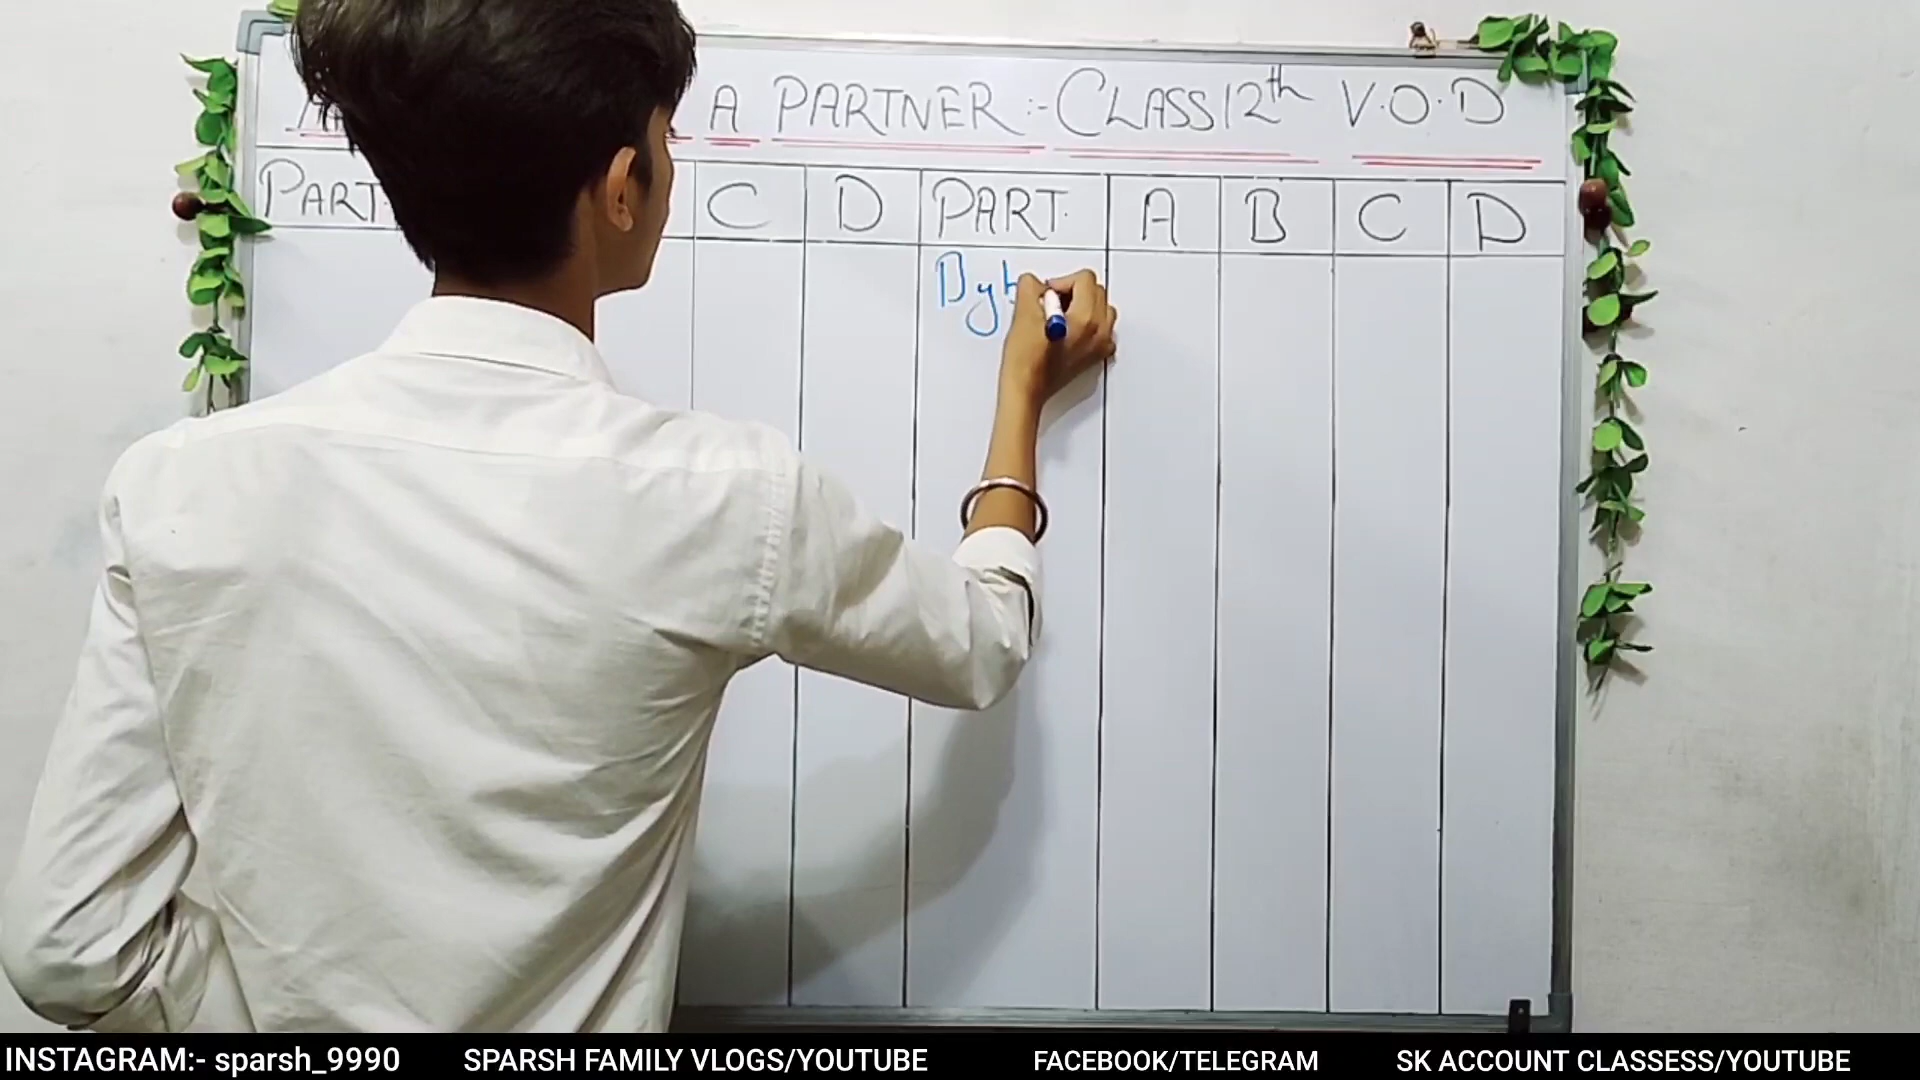 A PARTNER:- CLASS 12th V.O.D
PART C D PART. A B C D
By b
INSTAGRAM:- sparsh_9990 SPARSH FAMILY VLOGS/YOUTUBE FACEBOOK/TELEGRAM SK ACCOUNT CLASSESS/YOUTUBE